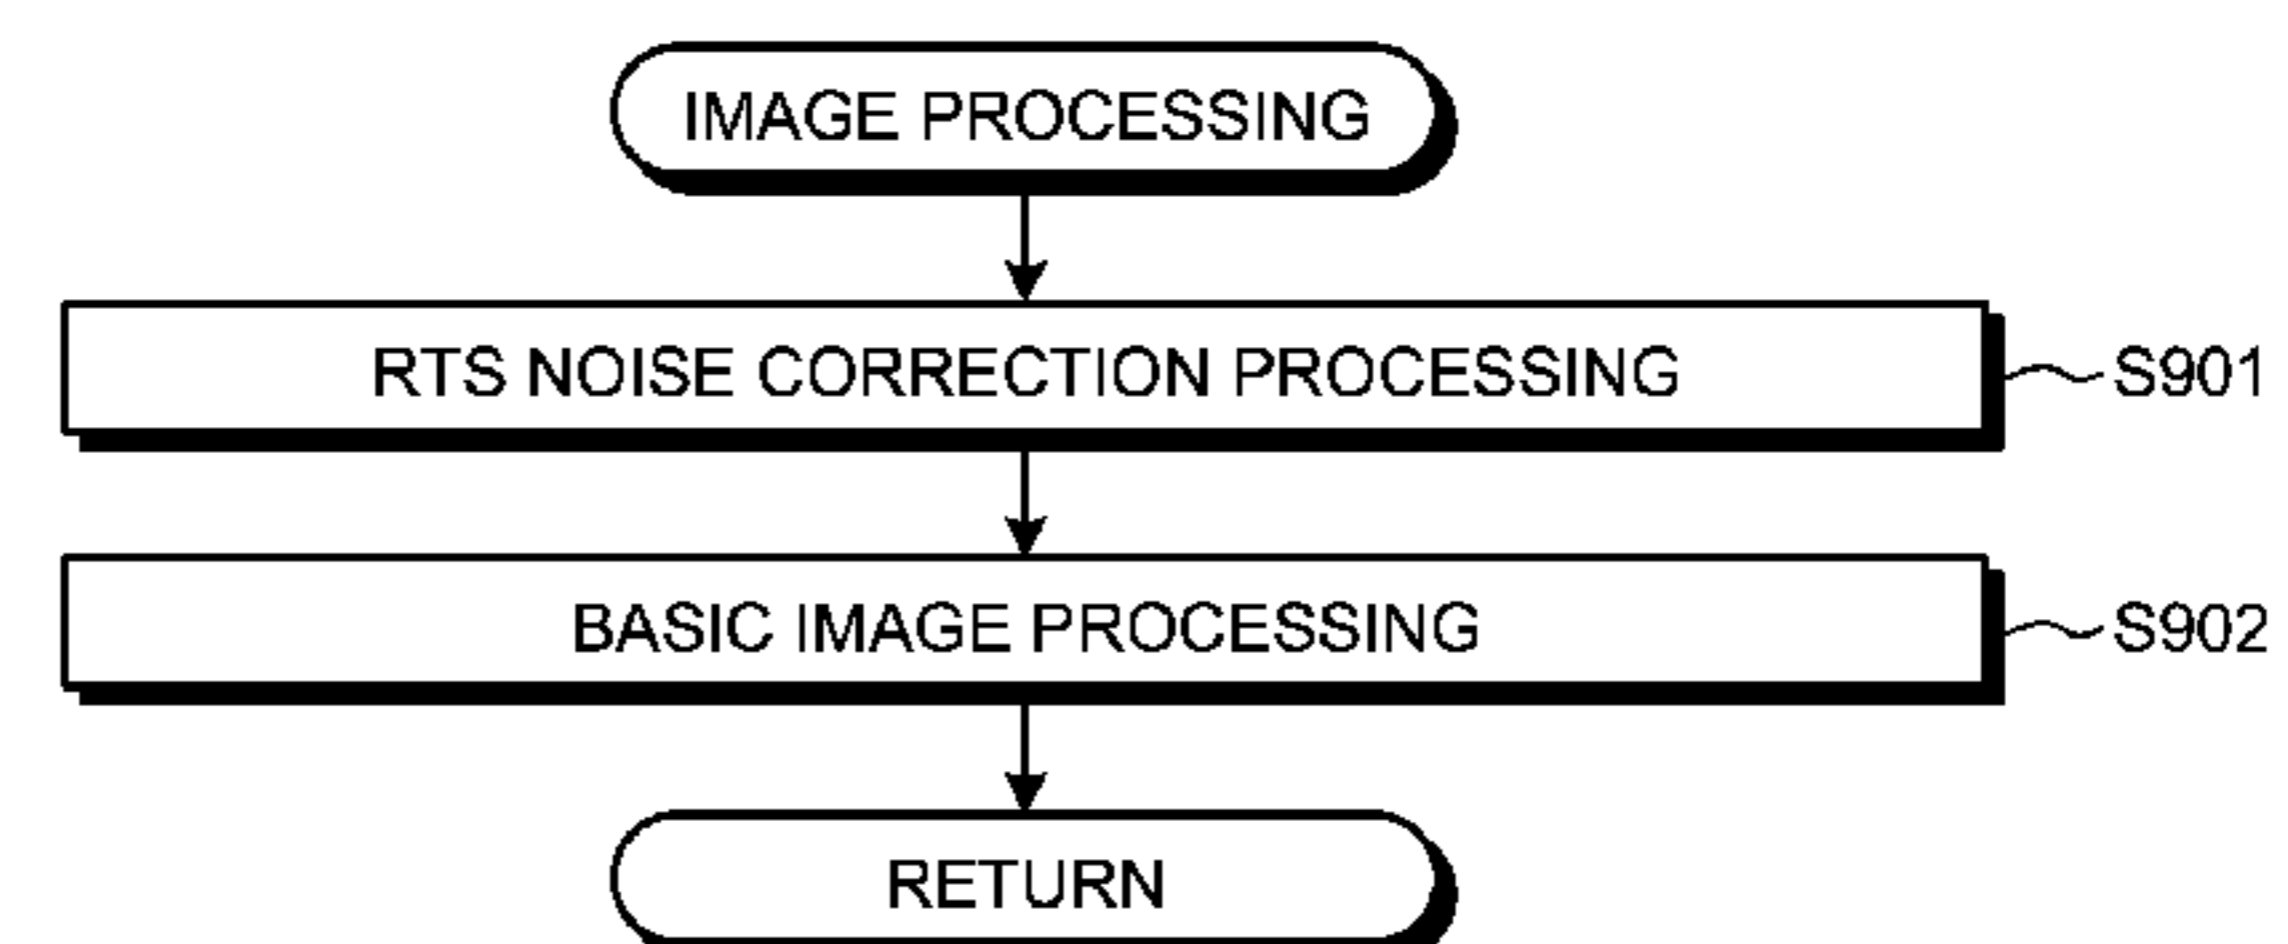 IMAGE PROCESSING
RTS NOISE CORRECTION PROCESSING
S901
BASIC IMAGE PROCESSING
S902
RETURN